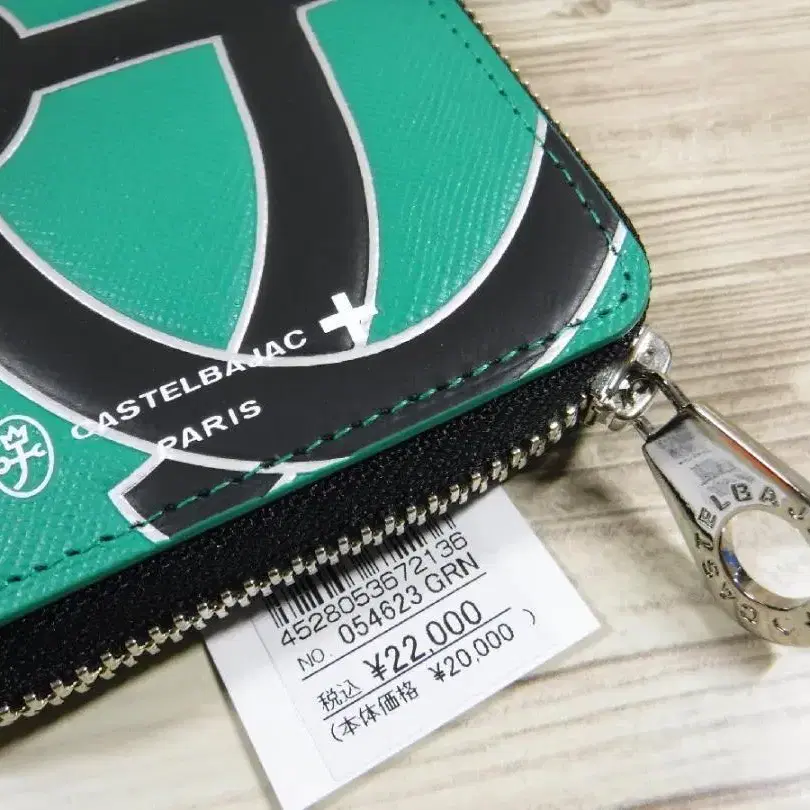 CASTELBAJAC
PARIS
CASTELBAJ
4528053672136
NO. 054623 GRN
税込 ¥22,000
(本体価格 ¥20,000 )